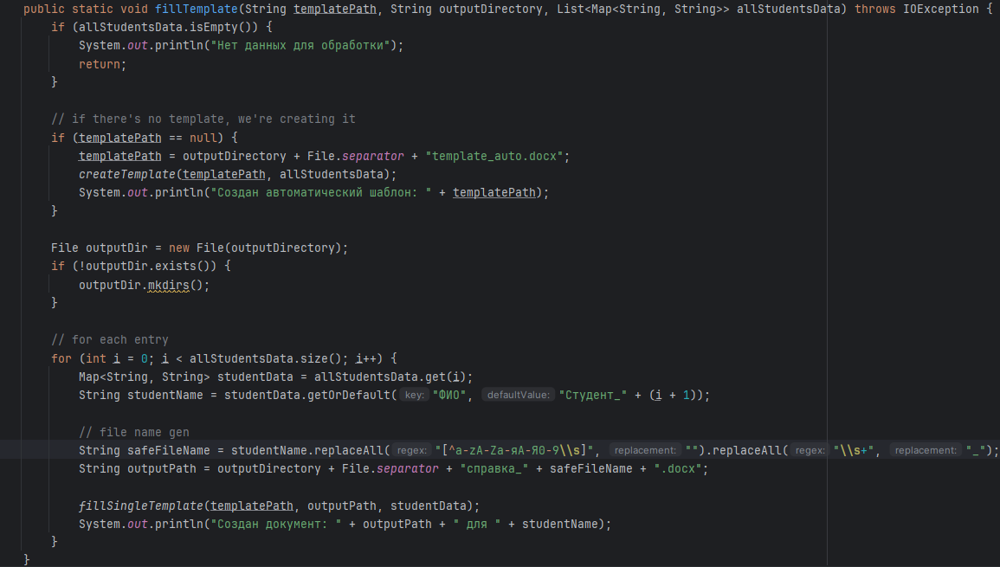 public static void fillTemplate(String templatePath, String outputDirectory, List<Map<String, String>> allStudentsData) throws IOException {
    if (allStudentsData.isEmpty()) {
        System.out.println("Нет данных для обработки");
        return;
    }

    // if there's no template, we're creating it
    if (templatePath == null) {
        templatePath = outputDirectory + File.separator + "template_auto.docx";
        createTemplate(templatePath, allStudentsData);
        System.out.println("Создан автоматический шаблон: " + templatePath);
    }

    File outputDir = new File(outputDirectory);
    if (!outputDir.exists()) {
        outputDir.mkdirs();
    }

    // for each entry
    for (int i = 0; i < allStudentsData.size(); i++) {
        Map<String, String> studentData = allStudentsData.get(i);
        String studentName = studentData.getOrDefault( key: "ФИО", defaultValue: "Студент_" + (i + 1));

        // file name gen
        String safeFileName = studentName.replaceAll( regex: "[^a-zA-Zа-яА-Я0-9\\s]", replacement: "").replaceAll( regex: "\\s+", replacement: "_");
        String outputPath = outputDirectory + File.separator + "справка_" + safeFileName + ".docx";

        fillSingleTemplate(templatePath, outputPath, studentData);
        System.out.println("Создан документ: " + outputPath + " для " + studentName);
    }
}